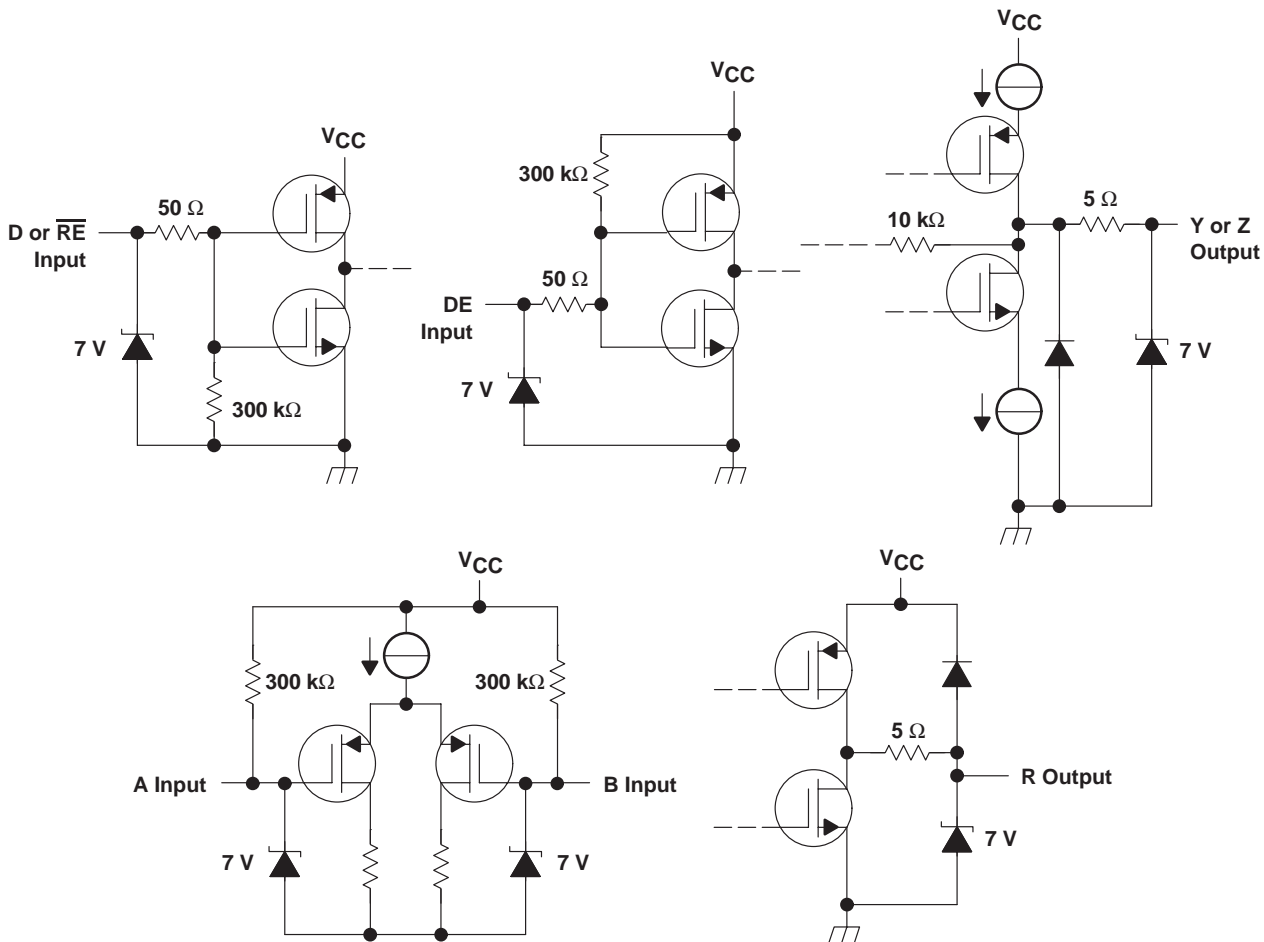 VCC
50 Ω
D or R̅E̅
Input
7 V
300 kΩ
VCC
300 kΩ
50 Ω
DE
Input
7 V
VCC
10 kΩ
5 Ω
Y or Z
Output
7 V
VCC
300 kΩ
300 kΩ
A Input
B Input
7 V
7 V
VCC
5 Ω
R Output
7 V